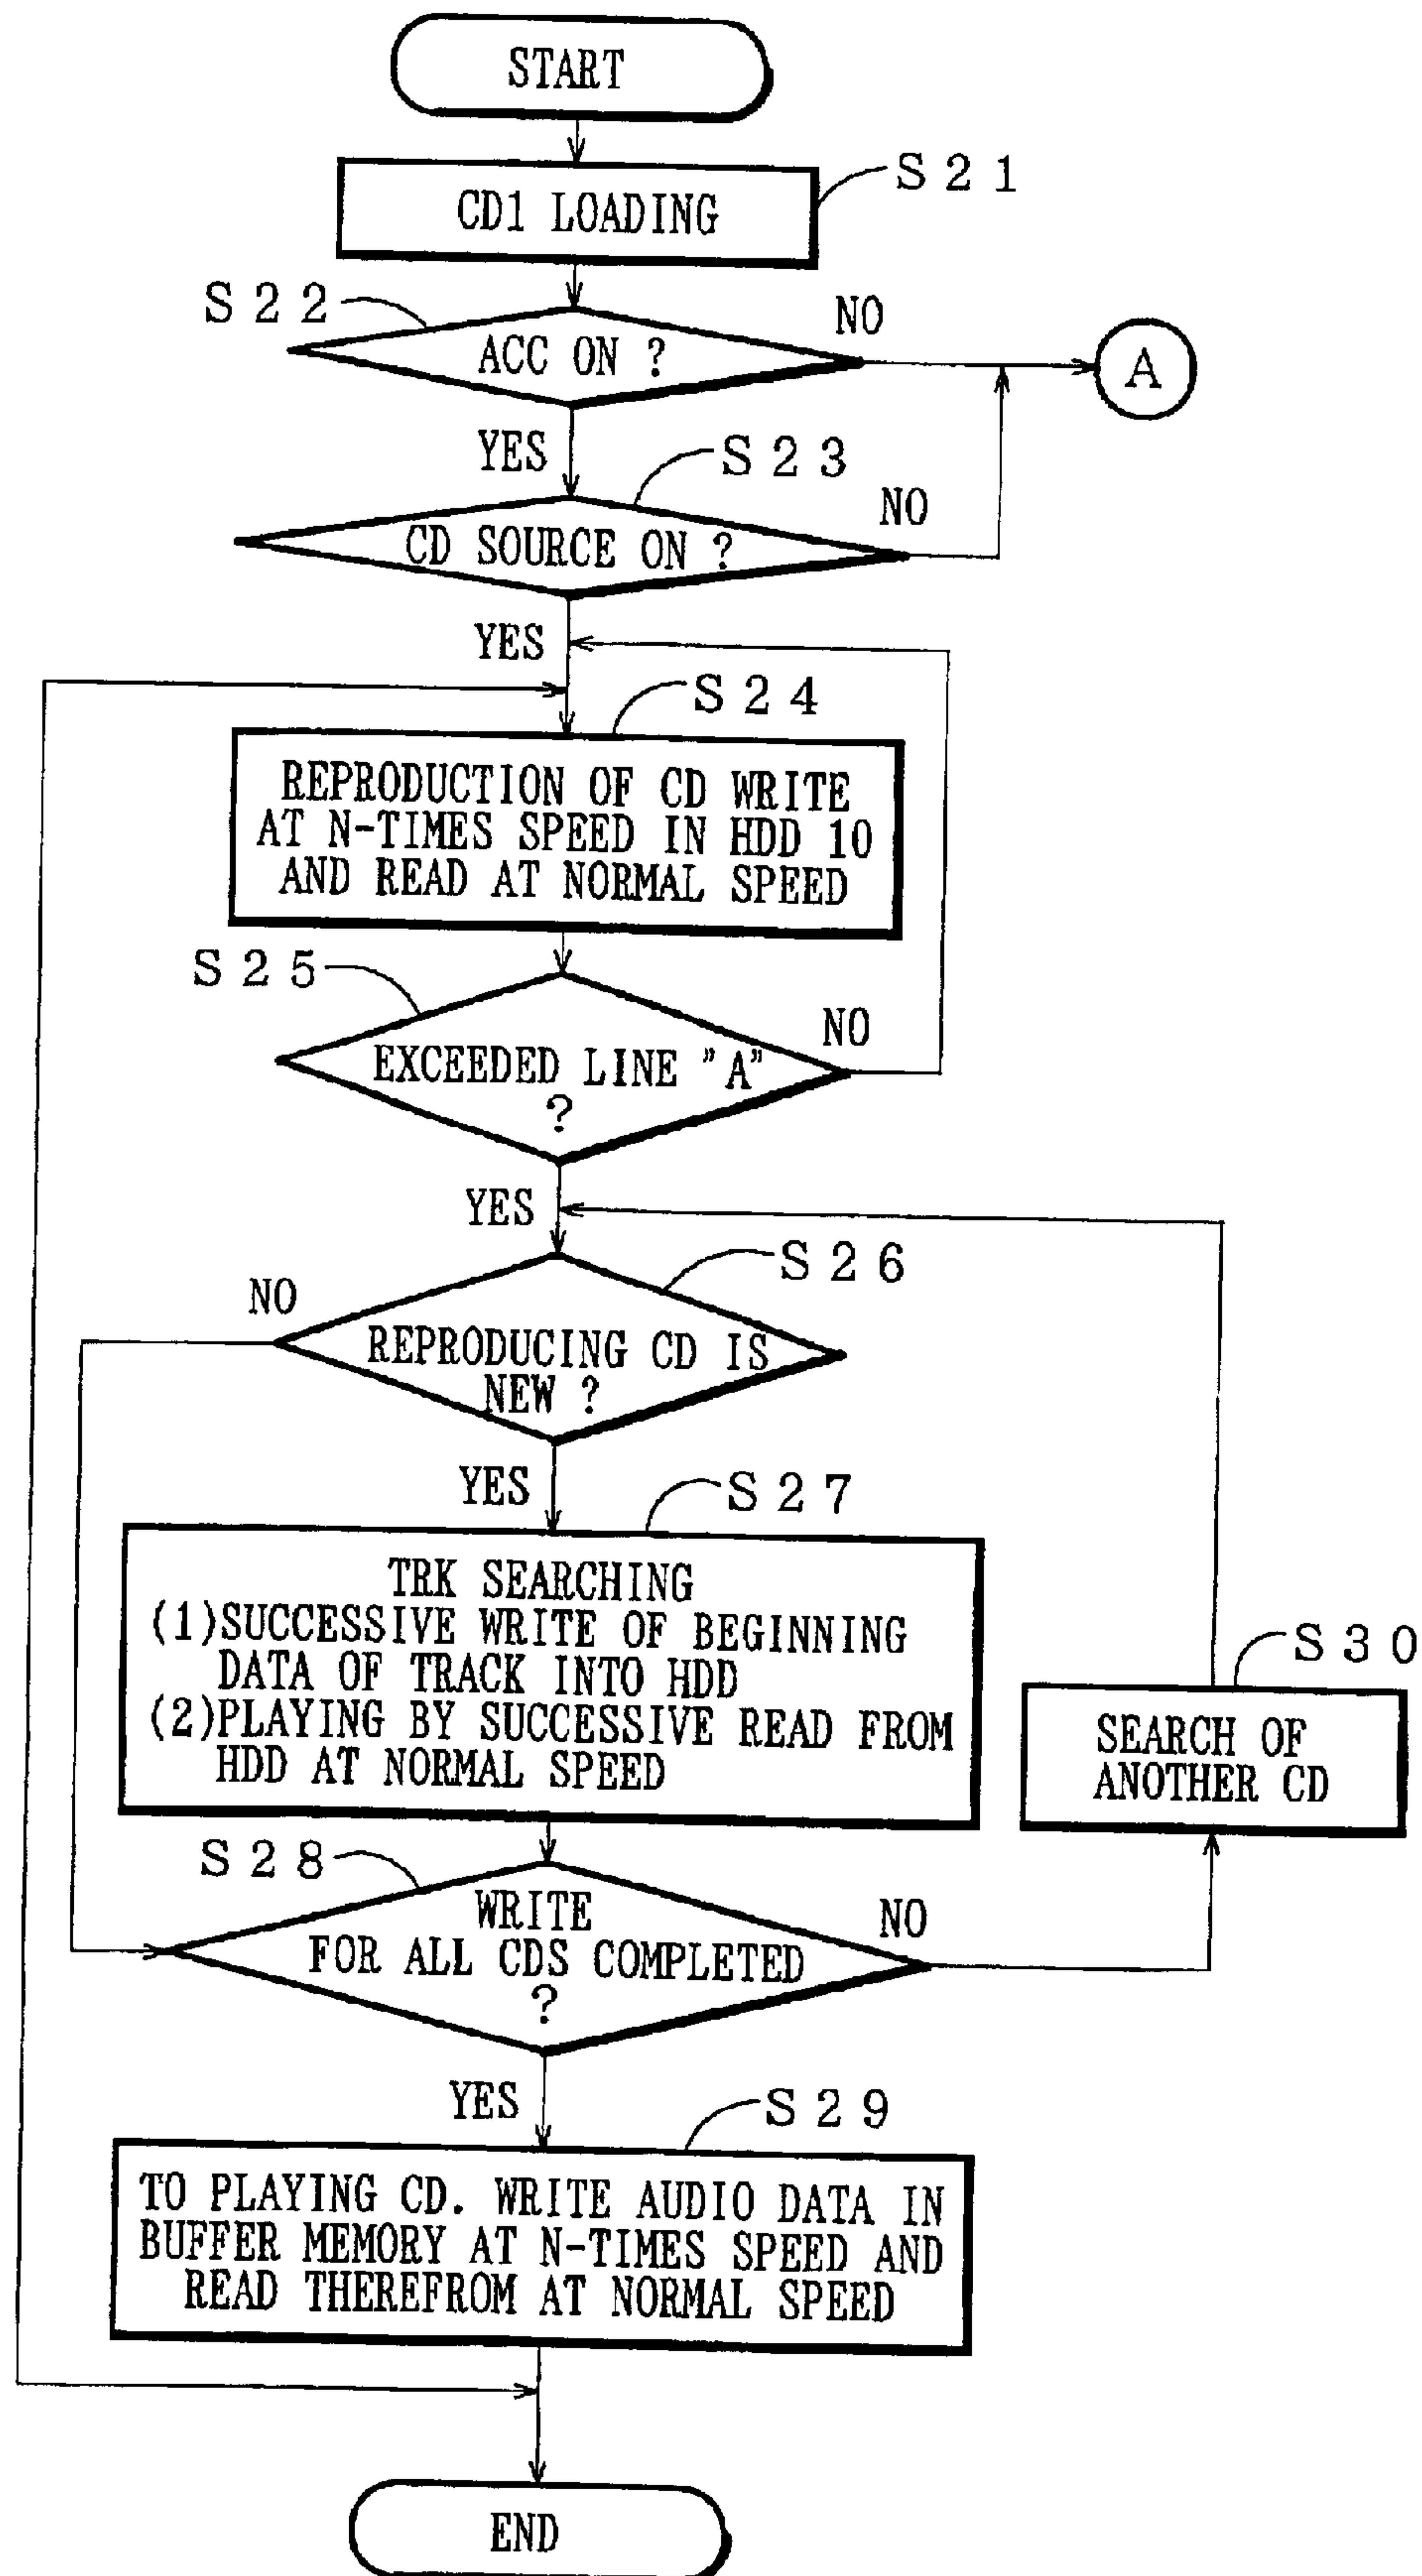 START
CD1 LOADING
S21
S22
ACC ON ?
NO
A
YES
S23
CD SOURCE ON ?
NO
YES
S24
REPRODUCTION OF CD WRITE
AT N-TIMES SPEED IN HDD 10
AND READ AT NORMAL SPEED
S25
EXCEEDED LINE "A"
?
NO
YES
S26
NO
REPRODUCING CD IS
NEW ?
YES
S27
TRK SEARCHING
(1)SUCCESSIVE WRITE OF BEGINNING
DATA OF TRACK INTO HDD
(2)PLAYING BY SUCCESSIVE READ FROM
HDD AT NORMAL SPEED
S30
SEARCH OF
ANOTHER CD
S28
WRITE
FOR ALL CDS COMPLETED
?
NO
YES
S29
TO PLAYING CD. WRITE AUDIO DATA IN
BUFFER MEMORY AT N-TIMES SPEED AND
READ THEREFROM AT NORMAL SPEED
END